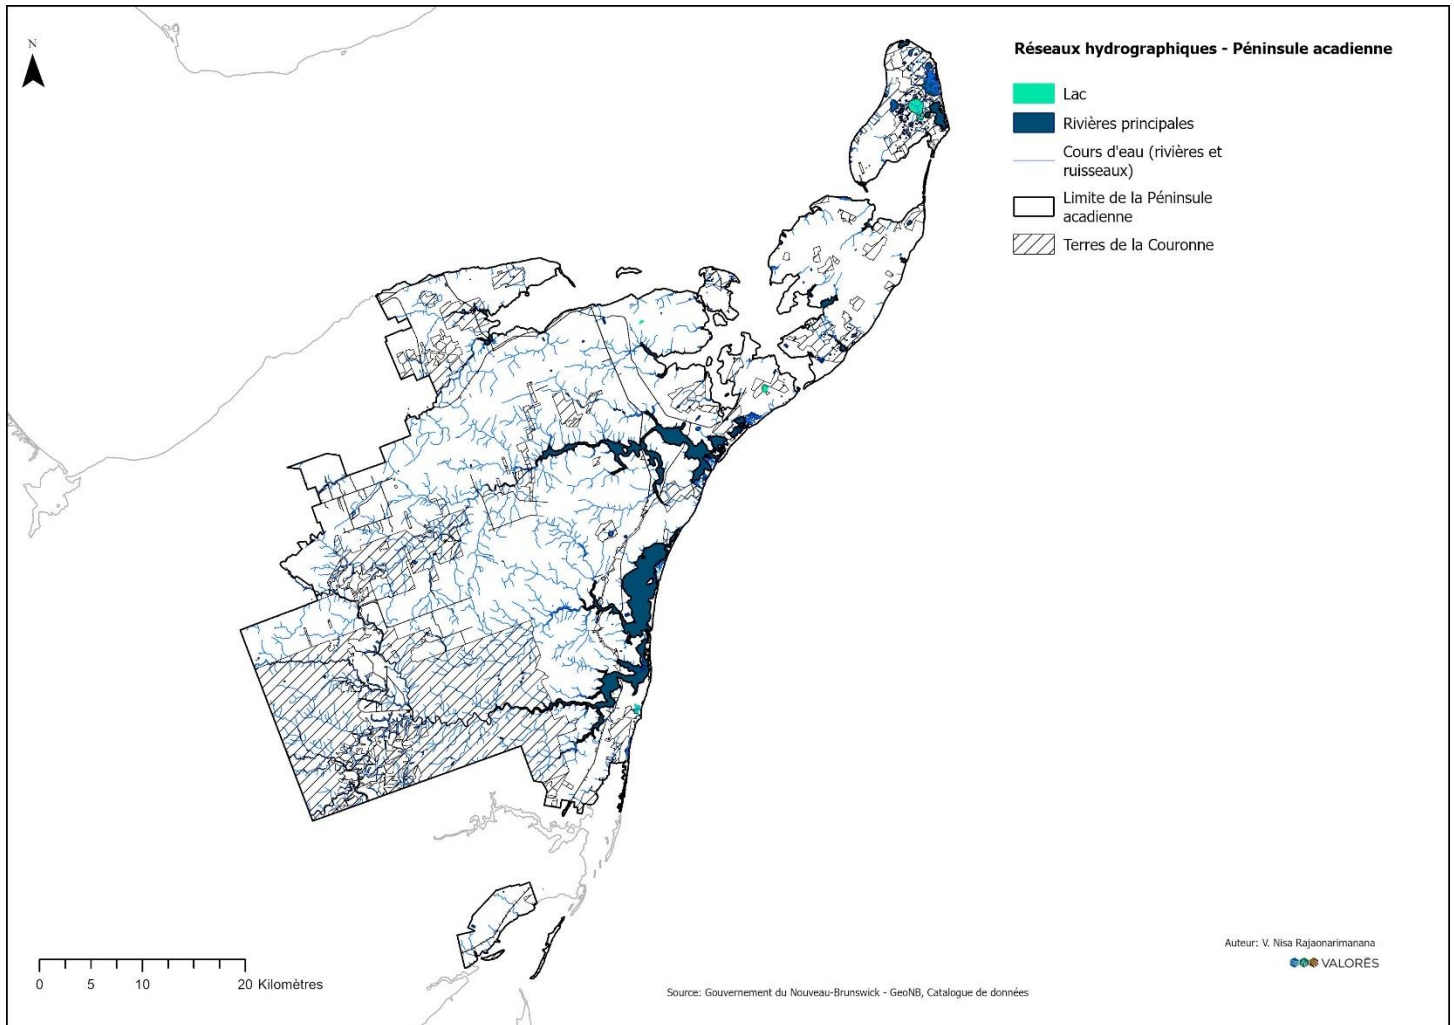 N
Réseaux hydrographiques - Péninsule acadienne
Lac
Rivières principales
Cours d'eau (rivières et
ruisseaux)
Limite de la Péninsule
acadienne
Terres de la Couronne
0 5 10 20 Kilomètres
Source: Gouvernement du Nouveau-Brunswick - GeoNB, Catalogue de données
Auteur: V. Nisa Rajaonarimanana
VALORĒS